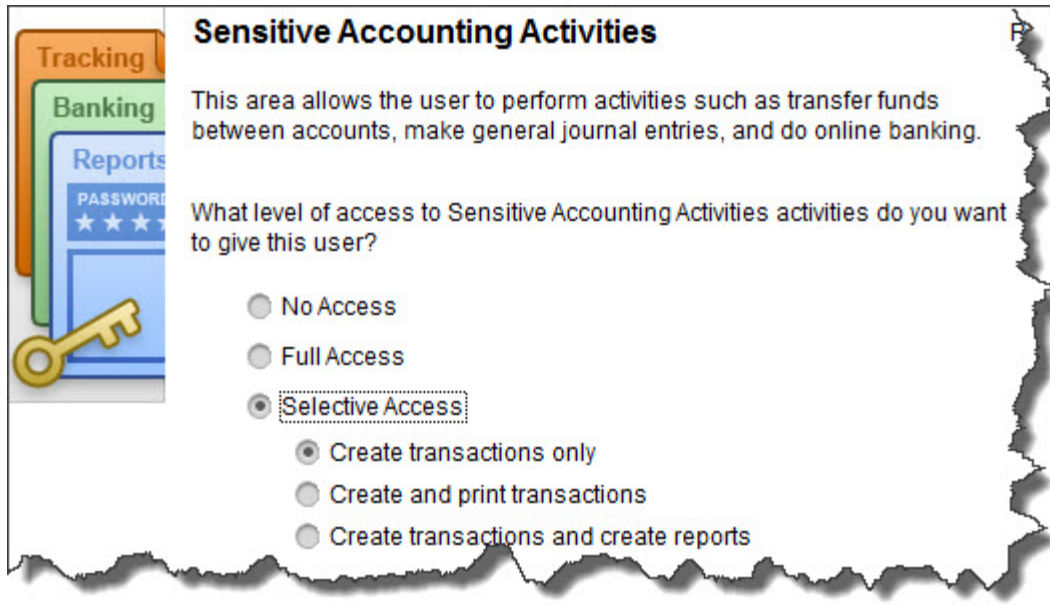 Sensitive Accounting Activities
Tracking
Banking
Reports
PASSWORD
This area allows the user to perform activities such as transfer funds
between accounts, make general journal entries, and do online banking.
What level of access to Sensitive Accounting Activities activities do you want
to give this user?
No Access
Full Access
Selective Access
Create transactions only
Create and print transactions
Create transactions and create reports